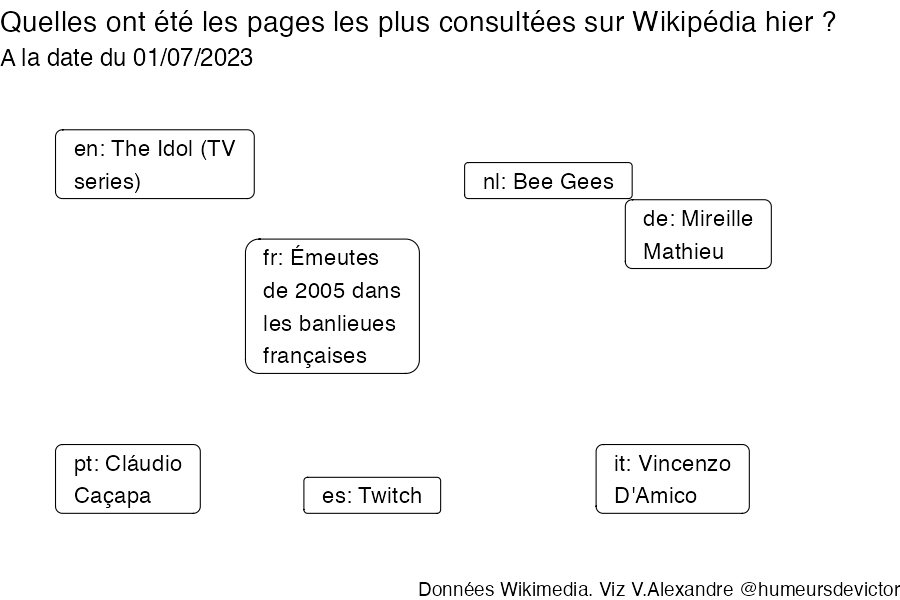 Quelles ont été les pages les plus consultées sur Wikipédia hier ?
A la date du 01/07/2023
en: The Idol (TV
series)
nl: Bee Gees
de: Mireille
Mathieu
fr: Émeutes
de 2005 dans
les banlieues
françaises
pt: Cláudio
Caçapa
es: Twitch
it: Vincenzo
D'Amico
Données Wikimedia. Viz V.Alexandre @humeursdevictor